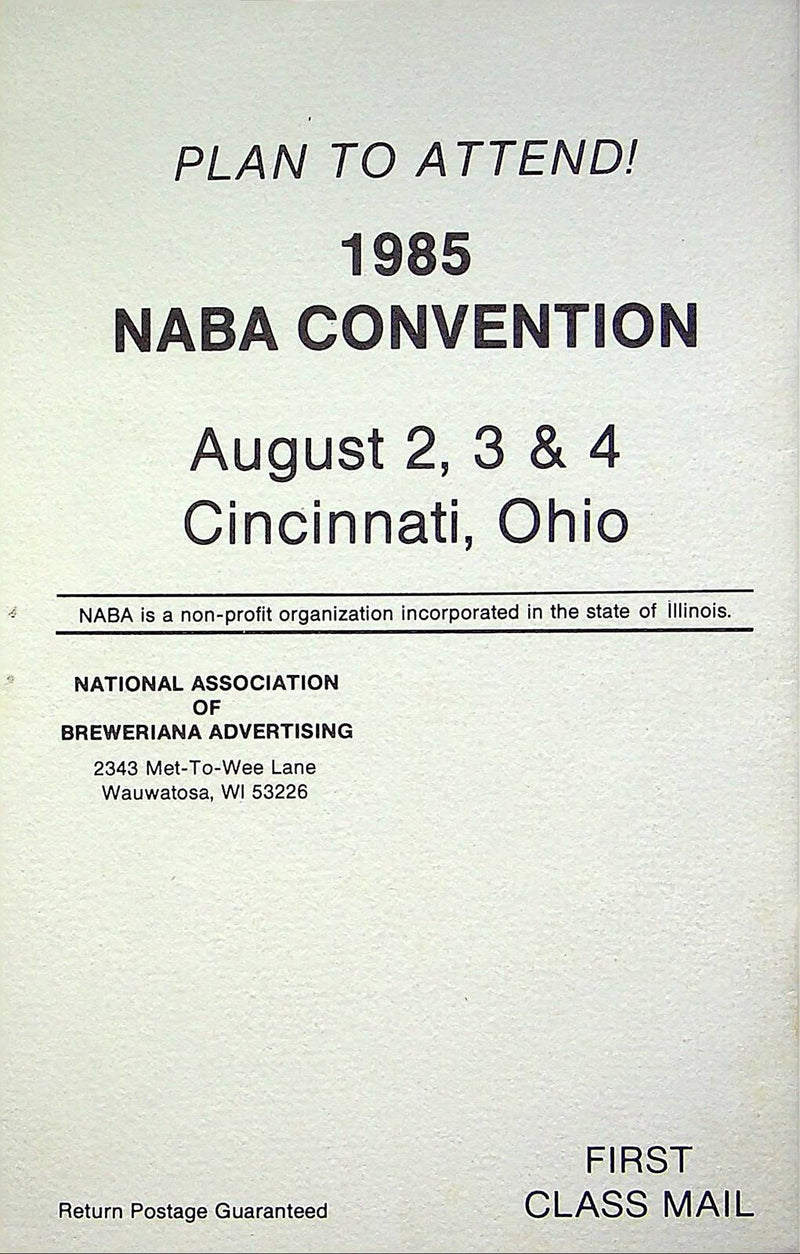 PLAN TO ATTEND!
1985
NABA CONVENTION
August 2, 3 & 4
Cincinnati, Ohio
NABA is a non-profit organization incorporated in the state of Illinois.
NATIONAL ASSOCIATION
OF
BREWERIANA ADVERTISING
2343 Met-To-Wee Lane
Wauwatosa, WI 53226
Return Postage Guaranteed
FIRST
CLASS MAIL